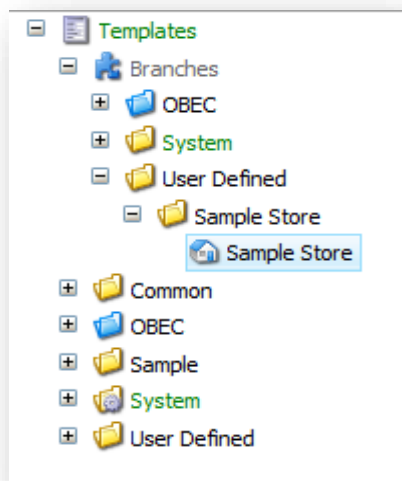 Templates
Branches
OBEC
System
User Defined
Sample Store
Sample Store
Common
OBEC
Sample
System
User Defined